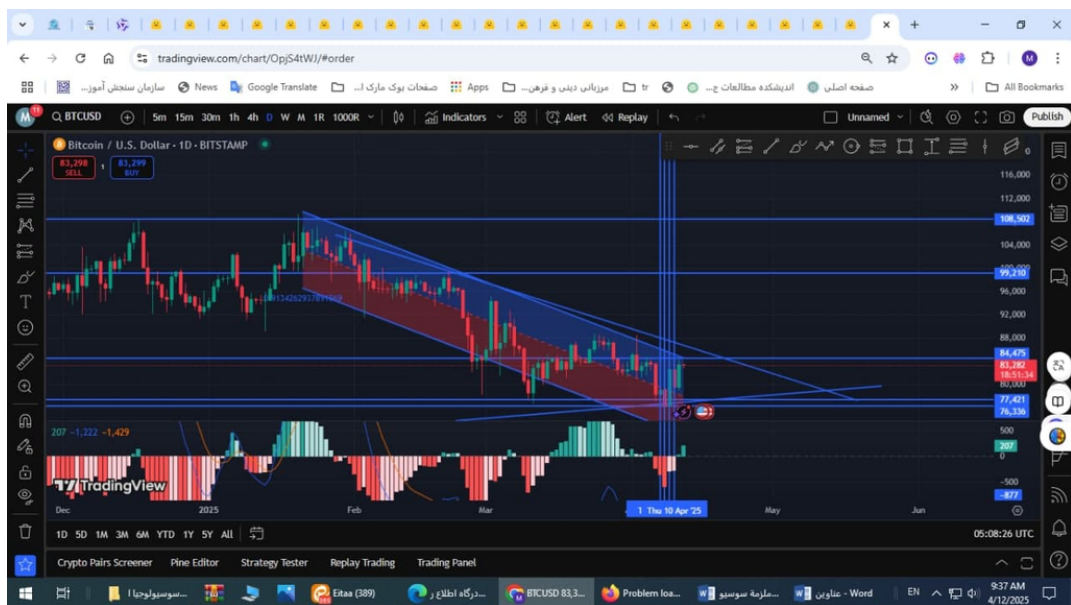 tradingview.com/chart/OpjS4tWJ/#order
سازمان سنجش آموز...
News
Google Translate
صفحات بوک مارک ا...
Apps
مرزبانی دینی و فرهن...
tr
اندیشکده مطالعات ح...
صفحه اصلی
All Bookmarks
M 11 BTCUSD 5m 15m 30m 1h 4h D W M 1R 1000R Indicators Alert Replay Unnamed Publish
Bitcoin / U.S. Dollar · 1D · BITSTAMP
83,298 SELL 1 83,299 BUY
116,000
112,000
108,502
104,000
99,210
96,000
92,000
88,000
84,475
83,282
18:51:34
80,000
77,421
76,336
207 -1,222 -1,429
500
207
0
-500
-877
TradingView
Dec 2025 Feb Mar 1 Thu 10 Apr '25 May Jun
1D 5D 1M 3M 6M YTD 1Y 5Y All 05:08:26 UTC
Crypto Pairs Screener Pine Editor Strategy Tester Replay Trading Trading Panel
سوسیولوجیا ا...
Eitaa (389)
درگاه اطلاع ر...
BTCUSD 83,3...
Problem loa...
ملزمة سوسیو...
عناوین - Word
EN
9:37 AM
4/12/2025